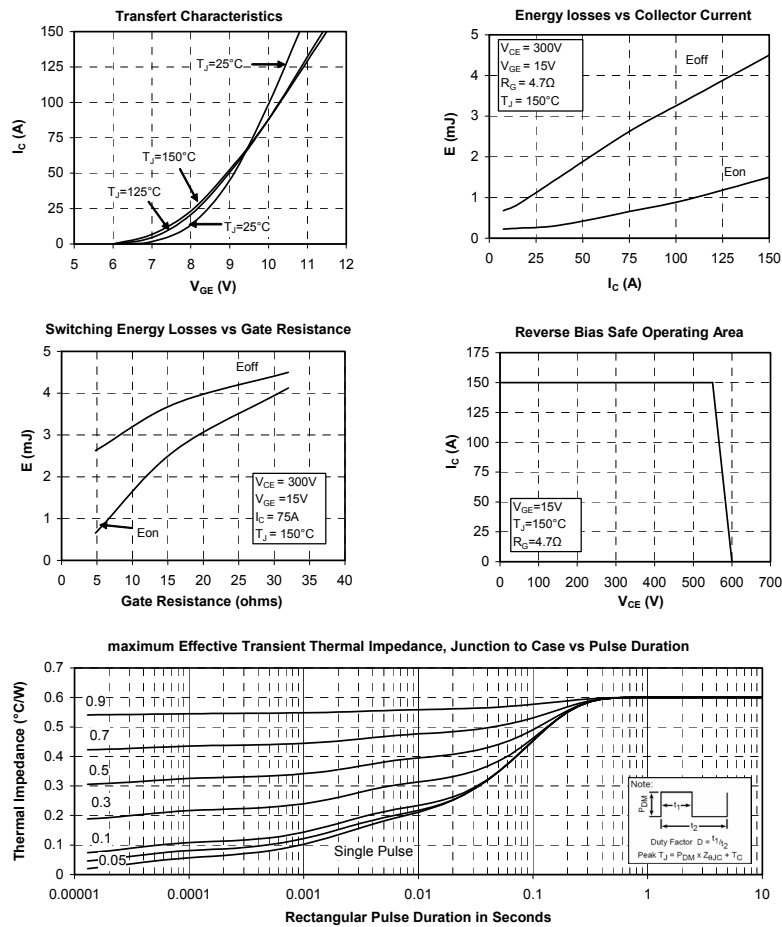 Transfert Characteristics
150
125
100
75
50
25
0
I_C (A)
T_J=25°C
T_J=150°C
T_J=125°C
T_J=25°C
5 6 7 8 9 10 11 12
V_GE (V)
Energy losses vs Collector Current
5
4
3
2
1
0
E (mJ)
V_CE = 300V
V_GE = 15V
R_G = 4.7Ω
T_J = 150°C
Eoff
Eon
0 25 50 75 100 125 150
I_C (A)
Switching Energy Losses vs Gate Resistance
5
4
3
2
1
0
E (mJ)
Eoff
Eon
V_CE = 300V
V_GE =15V
I_C = 75A
T_J = 150°C
0 5 10 15 20 25 30 35 40
Gate Resistance (ohms)
Reverse Bias Safe Operating Area
175
150
125
100
75
50
25
0
I_C (A)
V_GE=15V
T_J=150°C
R_G=4.7Ω
0 100 200 300 400 500 600 700
V_CE (V)
maximum Effective Transient Thermal Impedance, Junction to Case vs Pulse Duration
0.7
0.6
0.5
0.4
0.3
0.2
0.1
0
Thermal Impedance (°C/W)
0.9
0.7
0.5
0.3
0.1
0.05
Single Pulse
Note:
P_DM
t_1
t_2
Duty Factor D = t1/t2
Peak T_J = P_DM x Z_θJC + T_C
0.00001 0.0001 0.001 0.01 0.1 1 10
Rectangular Pulse Duration in Seconds